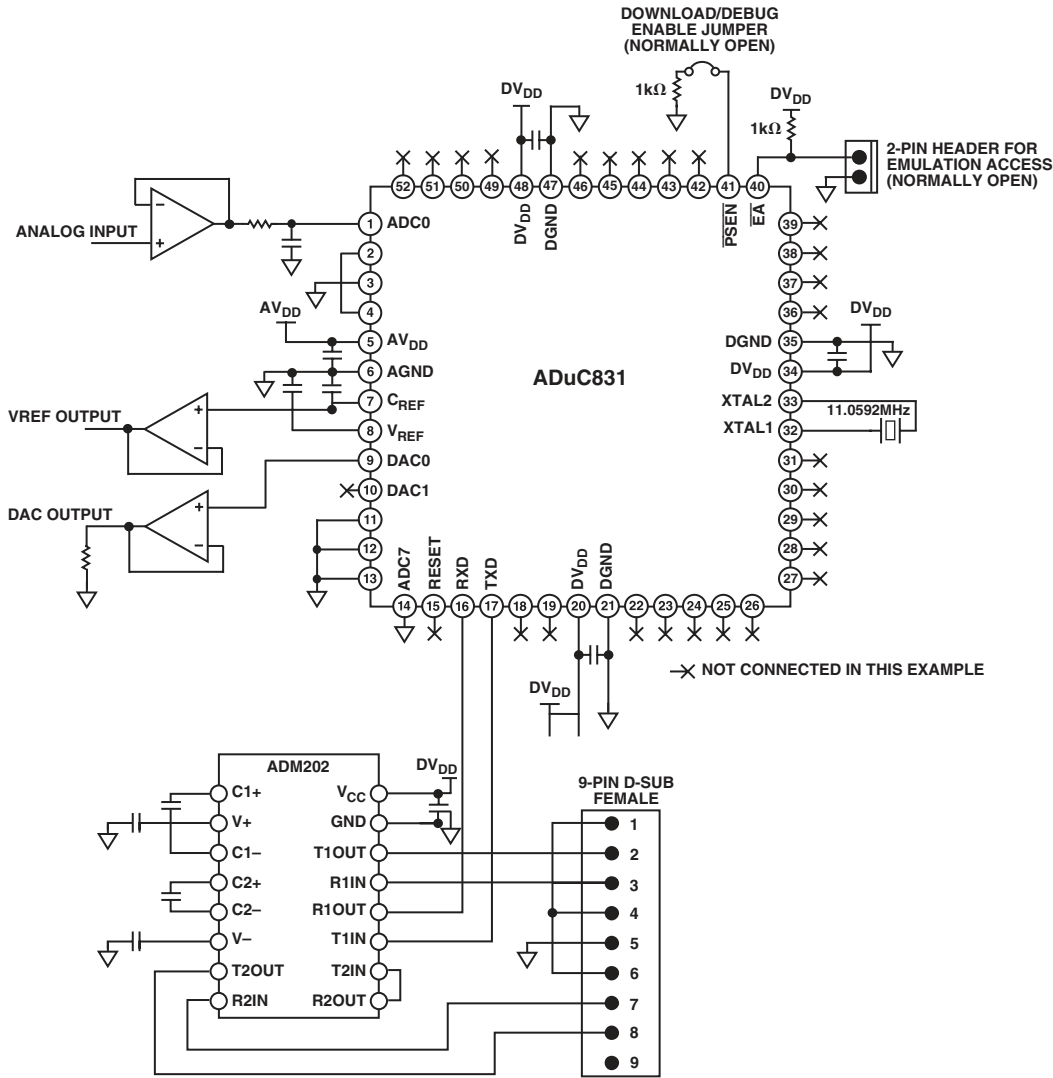 DOWNLOAD/DEBUG
ENABLE JUMPER
(NORMALLY OPEN)
DVDD
1kΩ
DVDD
1kΩ
2-PIN HEADER FOR
EMULATION ACCESS
(NORMALLY OPEN)
52 51 50 49 48 47 46 45 44 43 42 41 40
DVDD
DGND
PSEN
EA
ANALOG INPUT
1 ADC0
2
3
4
AVDD
5 AVDD
6 AGND
7 CREF
VREF OUTPUT
8 VREF
9 DAC0
10 DAC1
DAC OUTPUT
11
12
13
ADuC831
39
38
37
36
DVDD
DGND 35
DVDD 34
XTAL2 33
11.0592MHz
XTAL1 32
31
30
29
28
27
ADC7
RESET
RXD
TXD
DVDD
DGND
14 15 16 17 18 19 20 21 22 23 24 25 26
NOT CONNECTED IN THIS EXAMPLE
DVDD
ADM202
DVDD
C1+
V+
C1–
C2+
C2–
V–
T2OUT
R2IN
VCC
GND
T1OUT
R1IN
R1OUT
T1IN
T2IN
R2OUT
9-PIN D-SUB
FEMALE
1
2
3
4
5
6
7
8
9